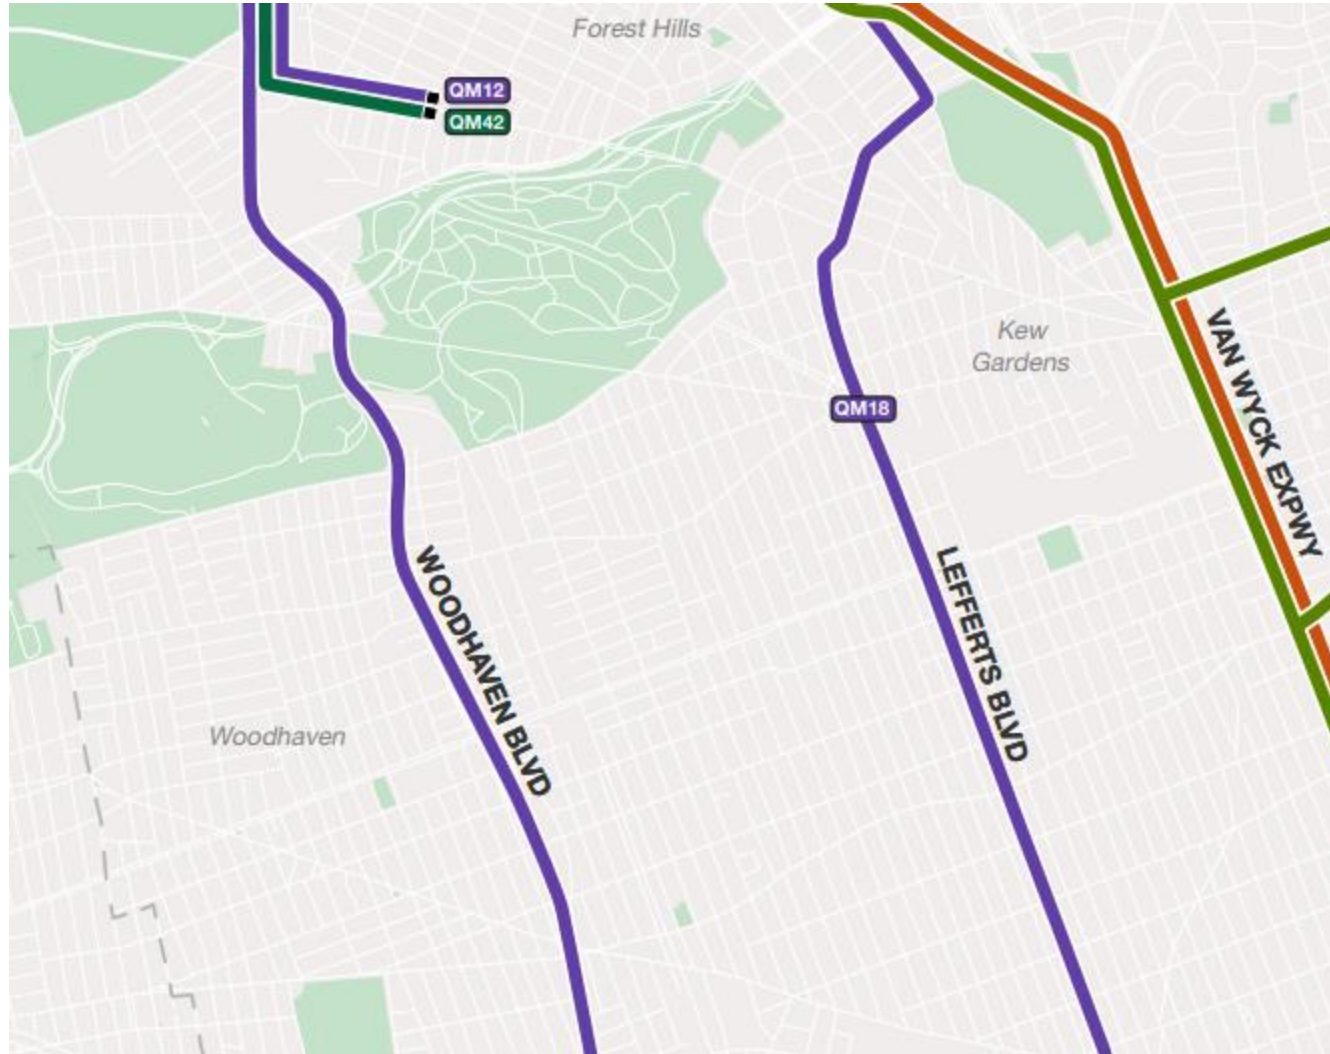 Forest Hills
QM12
QM42
Kew
Gardens
VAN WYCK EXPWY
QM18
WOODHAVEN BLVD
LEFFERTS BLVD
Woodhaven